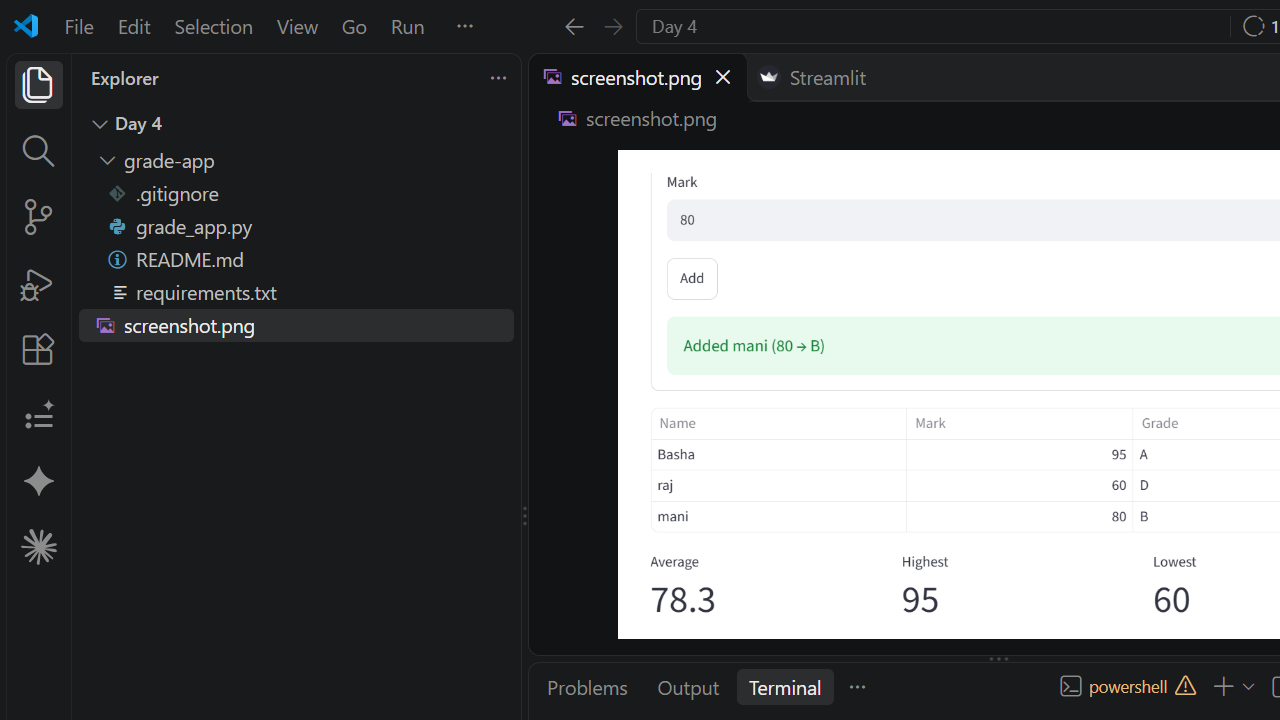 File Edit Selection View Go Run ··· Day 4 1
Explorer ···
Day 4
grade-app
.gitignore
grade_app.py
README.md
requirements.txt
screenshot.png
screenshot.png Streamlit
screenshot.png
Mark
80
Add
Added mani (80 → B)
Name Mark Grade
Basha 95 A
raj 60 D
mani 80 B
Average Highest Lowest
78.3 95 60
Problems Output Terminal ··· powershell